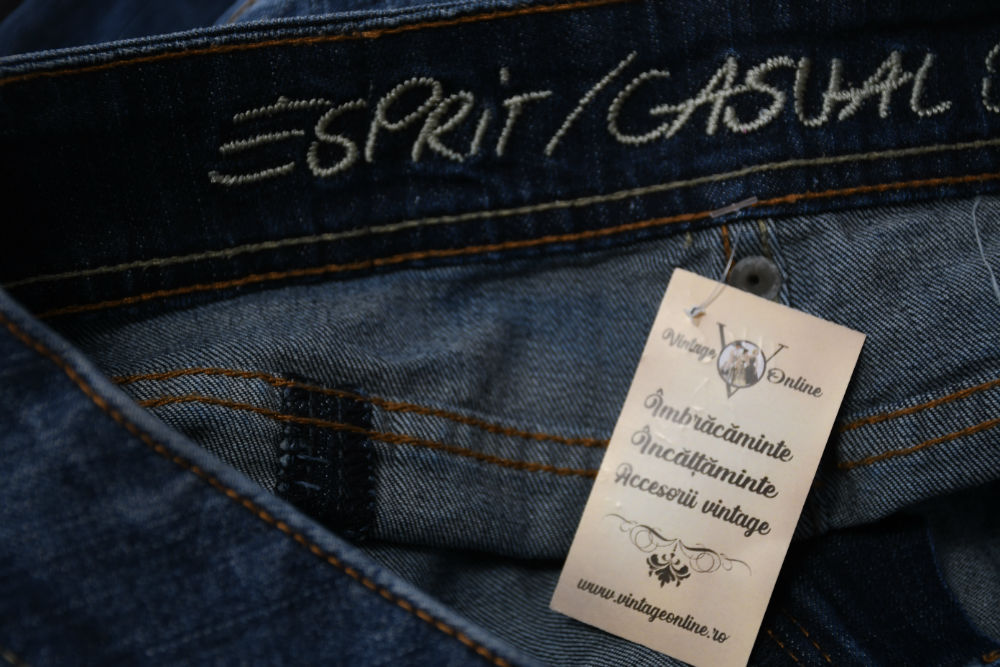 ESPRIT/CASUAL
Vintage Online
Îmbrăcăminte
Încălțăminte
Accesorii vintage
www.vintageonline.ro